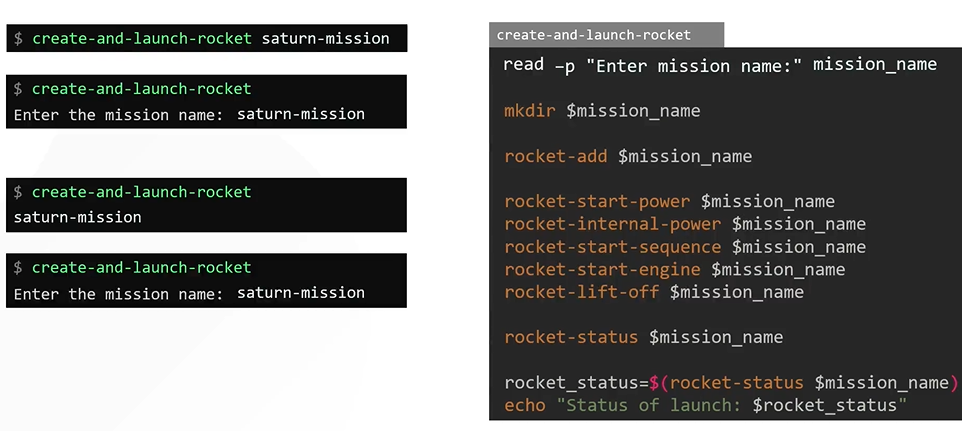 $ create-and-launch-rocket saturn-mission
$ create-and-launch-rocket
Enter the mission name: saturn-mission
$ create-and-launch-rocket
saturn-mission
$ create-and-launch-rocket
Enter the mission name: saturn-mission
create-and-launch-rocket
read –p "Enter mission name:" mission_name
mkdir $mission_name
rocket-add $mission_name
rocket-start-power $mission_name
rocket-internal-power $mission_name
rocket-start-sequence $mission_name
rocket-start-engine $mission_name
rocket-lift-off $mission_name
rocket-status $mission_name
rocket_status=$(rocket-status $mission_name)
echo "Status of launch: $rocket_status"